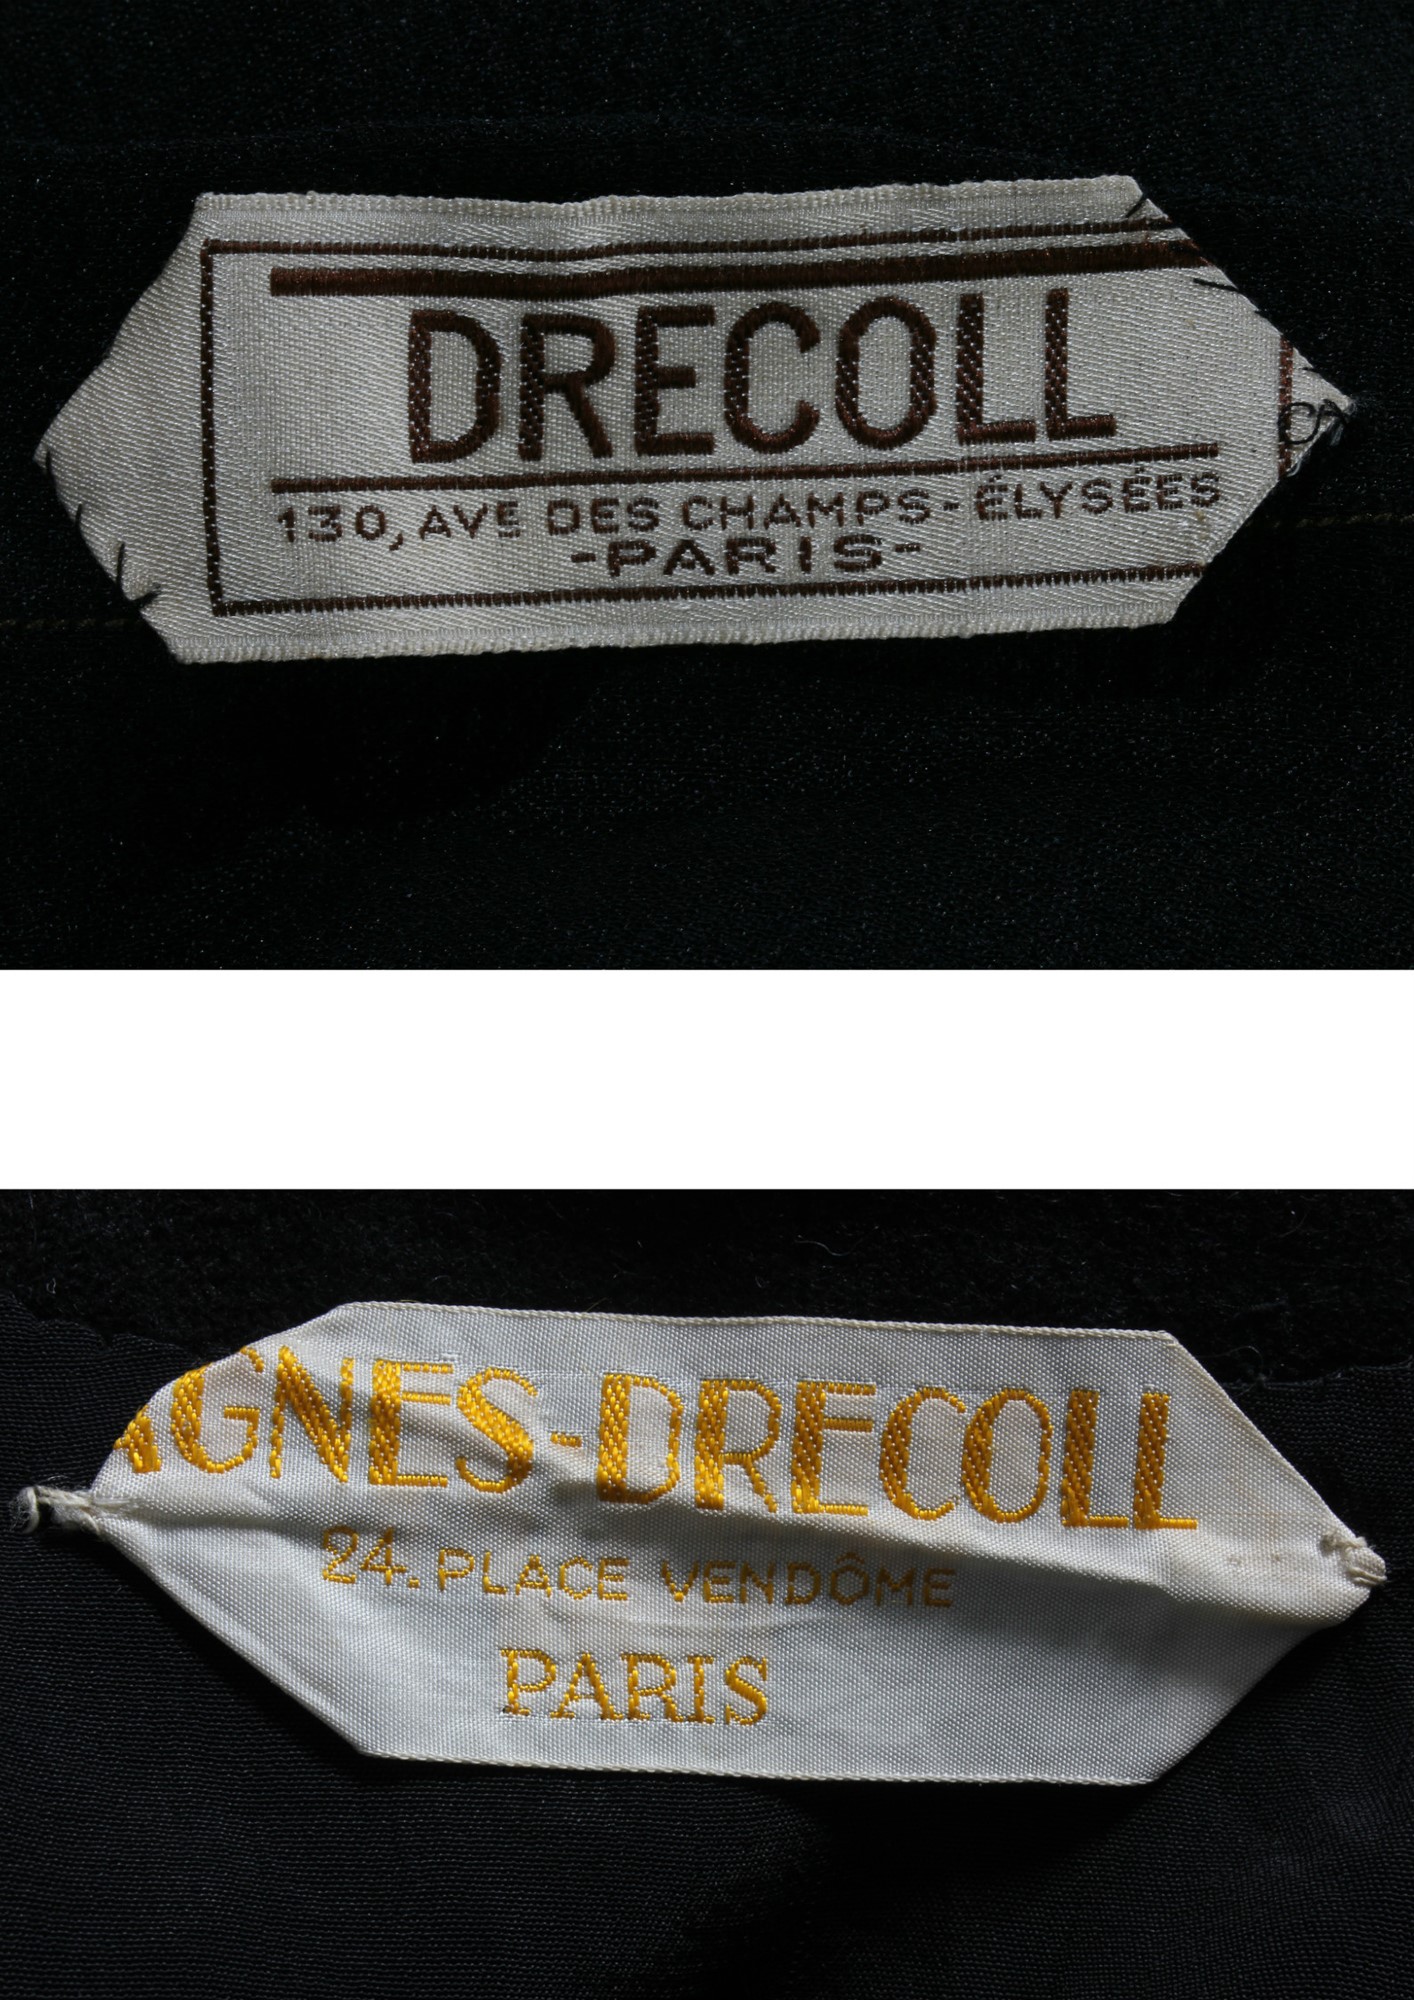 DRECOLL
130, AVE DES CHAMPS-ÉLYSÉES
-PARIS-
AGNES-DRECOLL
24. PLACE VENDÔME
PARIS